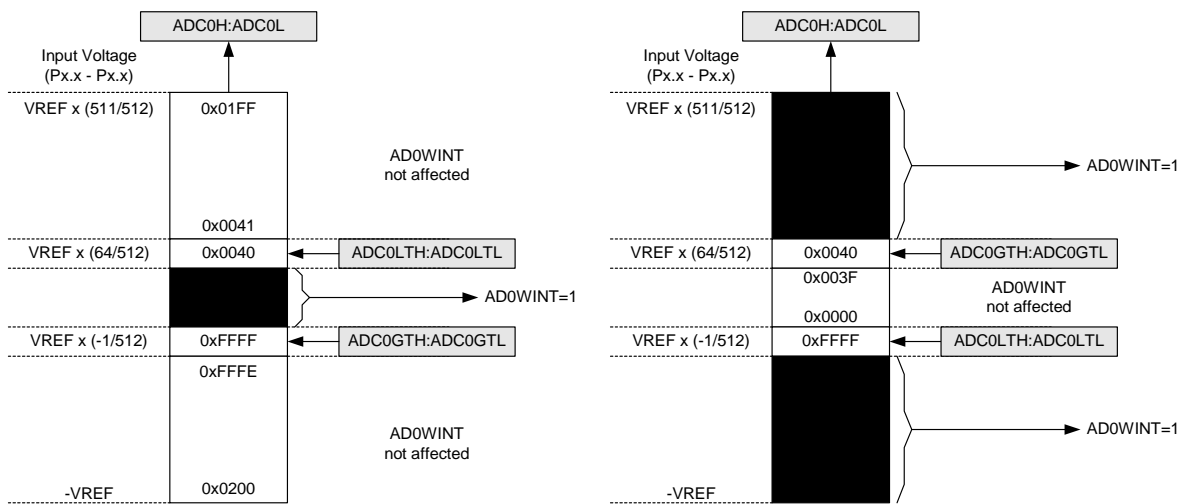 ADC0H:ADC0L
Input Voltage
(Px.x - Px.x)
VREF x (511/512)
0x01FF
AD0WINT
not affected
0x0041
VREF x (64/512)
0x0040
ADC0LTH:ADC0LTL
AD0WINT=1
VREF x (-1/512)
0xFFFF
ADC0GTH:ADC0GTL
0xFFFE
AD0WINT
not affected
-VREF
0x0200
ADC0H:ADC0L
Input Voltage
(Px.x - Px.x)
VREF x (511/512)
AD0WINT=1
VREF x (64/512)
0x0040
ADC0GTH:ADC0GTL
0x003F
AD0WINT
not affected
0x0000
VREF x (-1/512)
0xFFFF
ADC0LTH:ADC0LTL
AD0WINT=1
-VREF